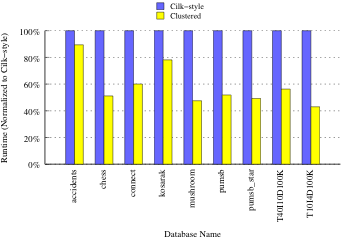 Cilk-style
Clustered
Runtime (Normalized to Cilk-style)
100%
80%
60%
40%
20%
0%
accidents
chess
connect
kosarak
mushroom
pumsb
pumsb_star
T40I10D100K
T10I4D100K
Database Name